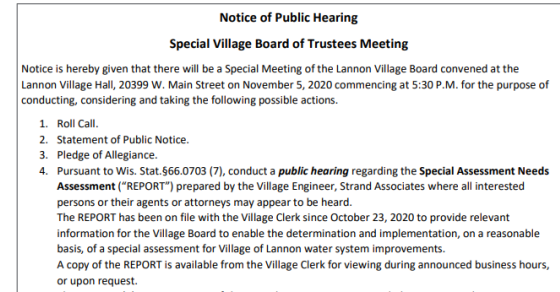 Notice of Public Hearing
Special Village Board of Trustees Meeting
Notice is hereby given that there will be a Special Meeting of the Lannon Village Board convened at the
Lannon Village Hall, 20399 W. Main Street on November 5, 2020 commencing at 5:30 P.M. for the purpose of
conducting, considering and taking the following possible actions.
1. Roll Call.
2. Statement of Public Notice.
3. Pledge of Allegiance.
4. Pursuant to Wis. Stat.§66.0703 (7), conduct a public hearing regarding the Special Assessment Needs
Assessment (“REPORT”) prepared by the Village Engineer, Strand Associates where all interested
persons or their agents or attorneys may appear to be heard.
The REPORT has been on file with the Village Clerk since October 23, 2020 to provide relevant
information for the Village Board to enable the determination and implementation, on a reasonable
basis, of a special assessment for Village of Lannon water system improvements.
A copy of the REPORT is available from the Village Clerk for viewing during announced business hours,
or upon request.